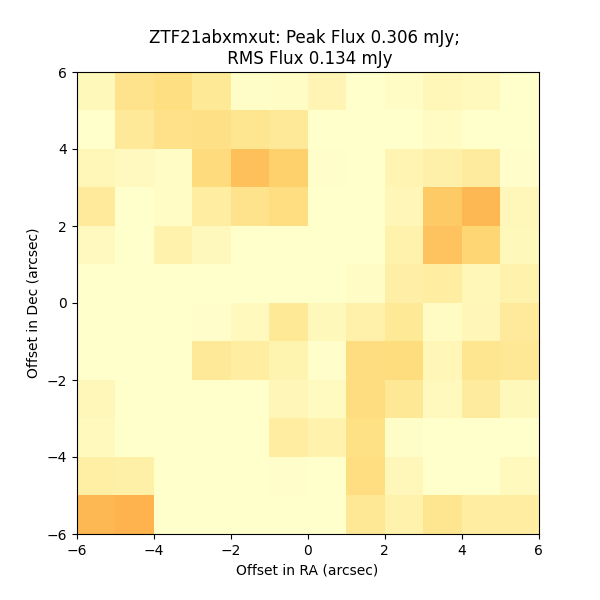 ZTF21abxmxut: Peak Flux 0.306 mJy;
RMS Flux 0.134 mJy
6
4
2
0
−2
−4
−6
Offset in Dec (arcsec)
−6 −4 −2 0 2 4 6
Offset in RA (arcsec)